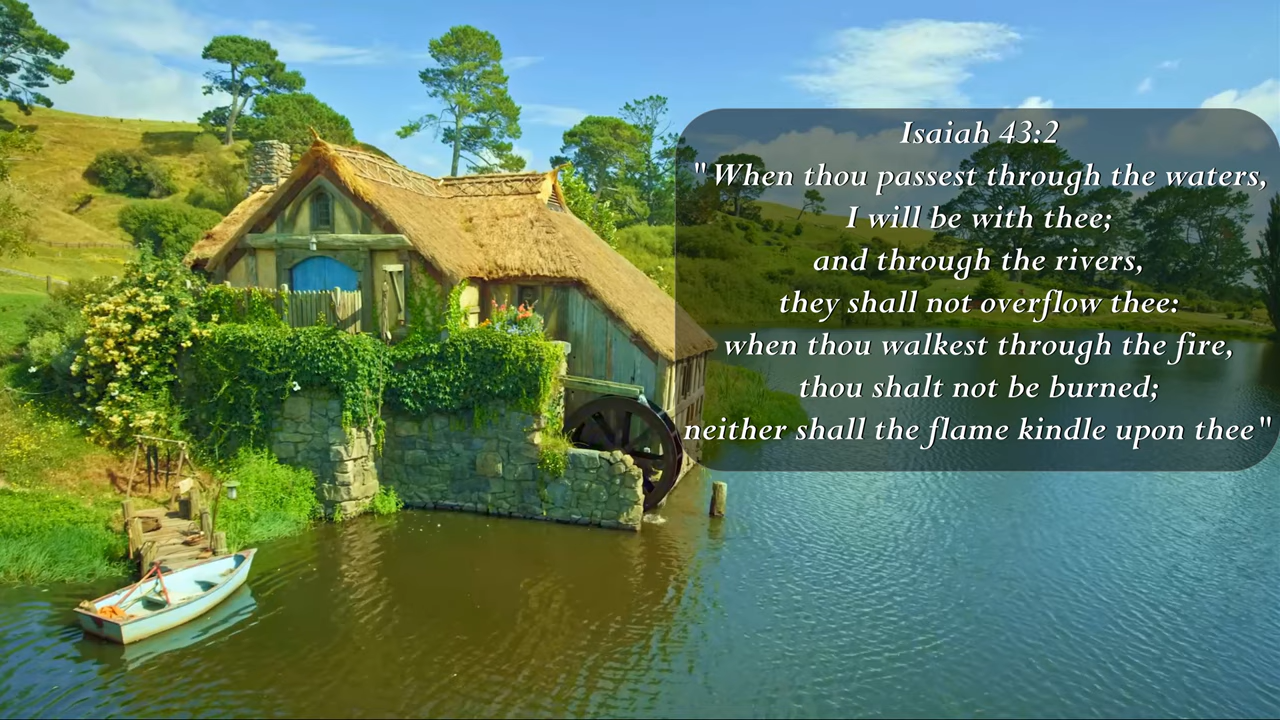 Isaiah 43:2
"When thou passest through the waters,
I will be with thee;
and through the rivers,
they shall not overflow thee:
when thou walkest through the fire,
thou shalt not be burned;
neither shall the flame kindle upon thee"